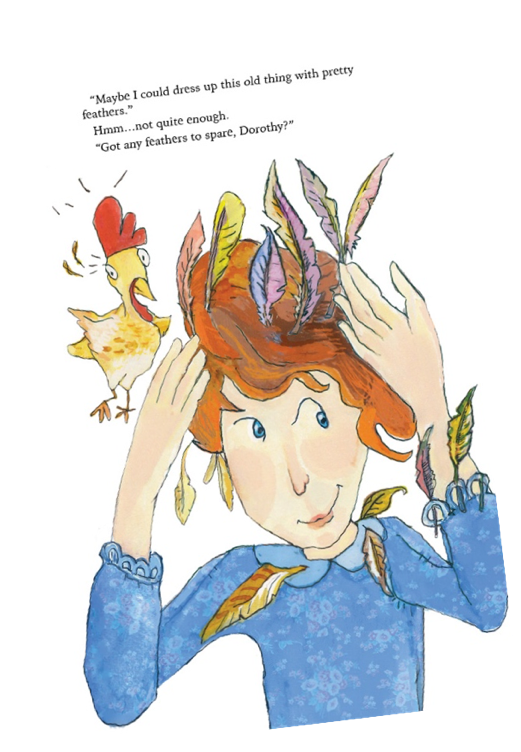 “Maybe I could dress up this old thing with pretty
feathers.”
Hmm...not quite enough.
“Got any feathers to spare, Dorothy?”